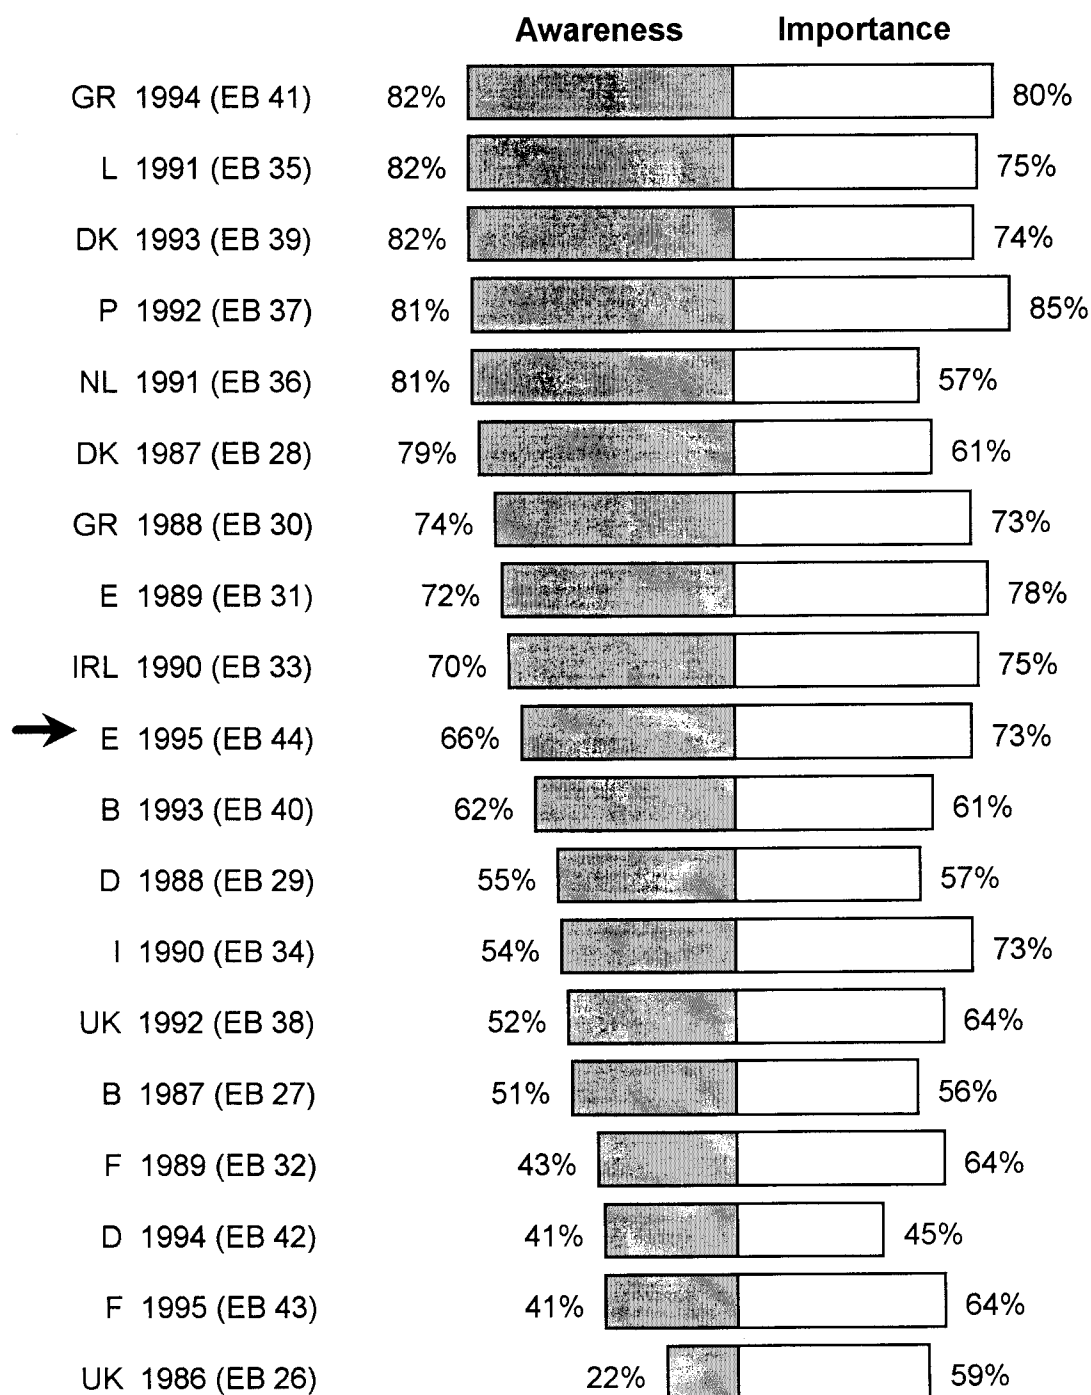 Awareness Importance
GR 1994 (EB 41) 82% 80%
L 1991 (EB 35) 82% 75%
DK 1993 (EB 39) 82% 74%
P 1992 (EB 37) 81% 85%
NL 1991 (EB 36) 81% 57%
DK 1987 (EB 28) 79% 61%
GR 1988 (EB 30) 74% 73%
E 1989 (EB 31) 72% 78%
IRL 1990 (EB 33) 70% 75%
E 1995 (EB 44) 66% 73%
B 1993 (EB 40) 62% 61%
D 1988 (EB 29) 55% 57%
I 1990 (EB 34) 54% 73%
UK 1992 (EB 38) 52% 64%
B 1987 (EB 27) 51% 56%
F 1989 (EB 32) 43% 64%
D 1994 (EB 42) 41% 45%
F 1995 (EB 43) 41% 64%
UK 1986 (EB 26) 22% 59%